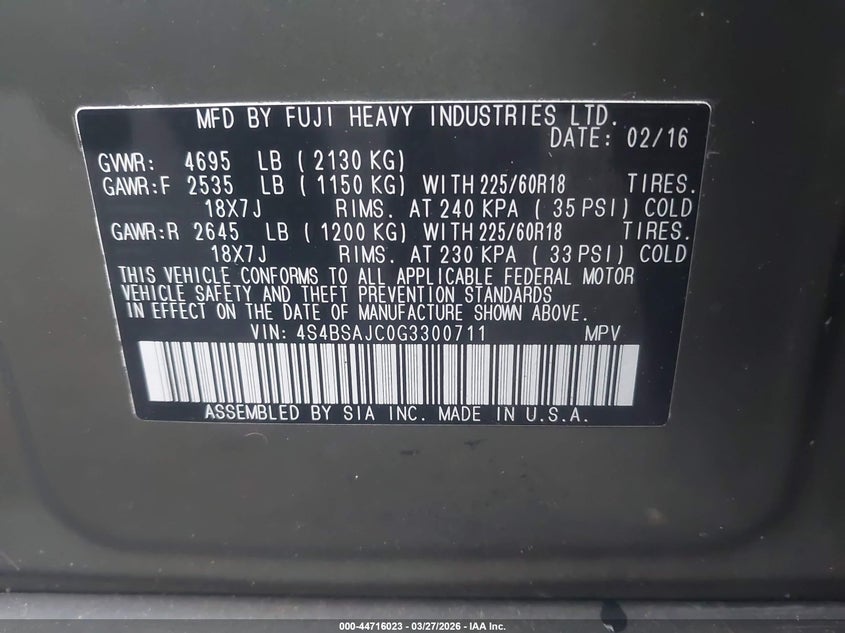 MFD BY FUJI HEAVY INDUSTRIES LTD.
DATE: 02/16
GVWR: 4695 LB ( 2130 KG)
GAWR:F 2535 LB ( 1150 KG) WITH 225/60R18 TIRES.
18X7J RIMS. AT 240 KPA ( 35 PSI) COLD
GAWR:R 2645 LB ( 1200 KG) WITH 225/60R18 TIRES.
18X7J RIMS. AT 230 KPA ( 33 PSI) COLD
THIS VEHICLE CONFORMS TO ALL APPLICABLE FEDERAL MOTOR
VEHICLE SAFETY AND THEFT PREVENTION STANDARDS
IN EFFECT ON THE DATE OF MANUFACTURE SHOWN ABOVE.
VIN: 4S4BSAJC0G3300711 MPV
ASSEMBLED BY SIA INC. MADE IN U.S.A.
000-44716023 - 03/27/2026 - IAA Inc.